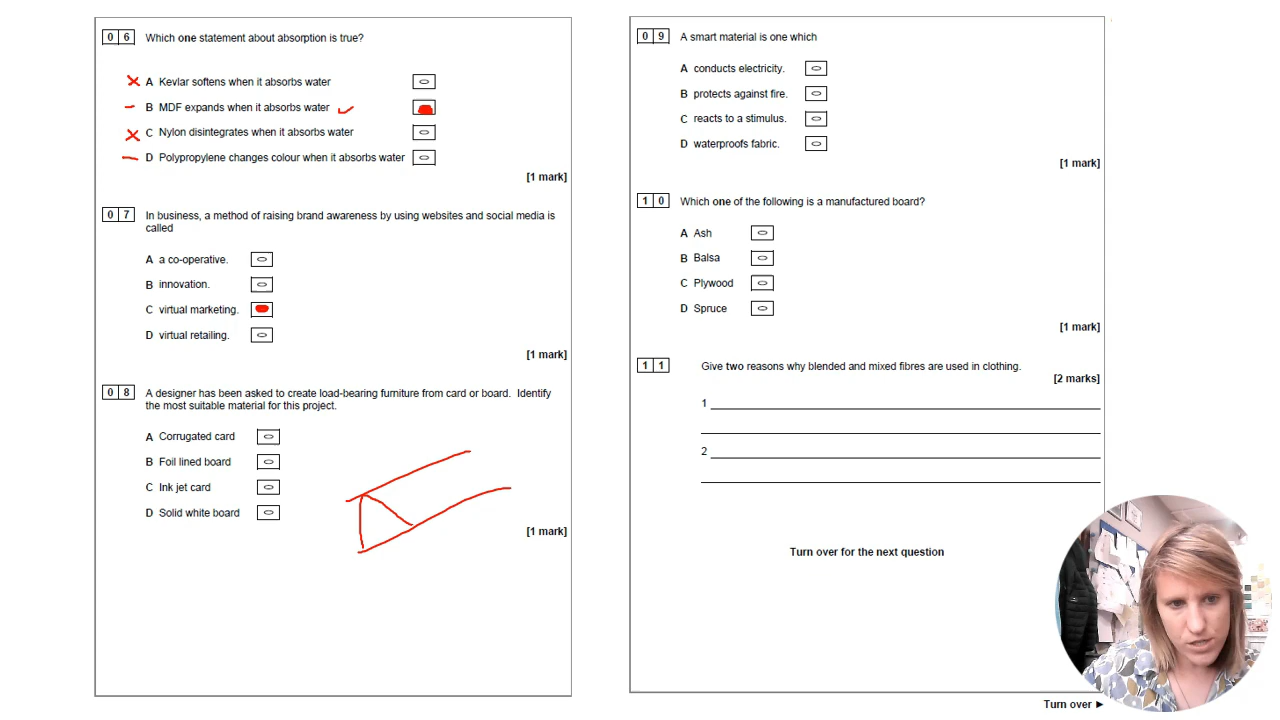 0 6 Which one statement about absorption is true?
A Kevlar softens when it absorbs water
B MDF expands when it absorbs water
C Nylon disintegrates when it absorbs water
D Polypropylene changes colour when it absorbs water
[1 mark]
0 7 In business, a method of raising brand awareness by using websites and social media is
called
A a co-operative.
B innovation.
C virtual marketing.
D virtual retailing.
[1 mark]
0 8 A designer has been asked to create load-bearing furniture from card or board. Identify
the most suitable material for this project.
A Corrugated card
B Foil lined board
C Ink jet card
D Solid white board
[1 mark]
0 9 A smart material is one which
A conducts electricity.
B protects against fire.
C reacts to a stimulus.
D waterproofs fabric.
[1 mark]
1 0 Which one of the following is a manufactured board?
A Ash
B Balsa
C Plywood
D Spruce
[1 mark]
1 1 Give two reasons why blended and mixed fibres are used in clothing.
[2 marks]
1
2
Turn over for the next question
Turn over ►